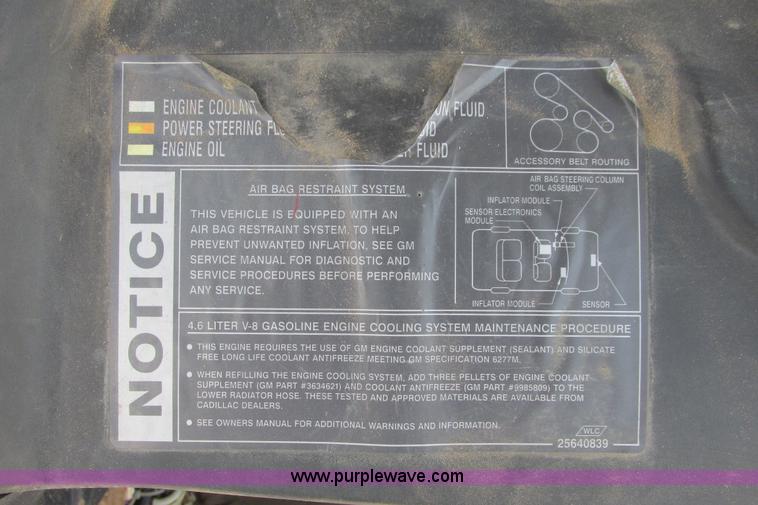 ENGINE COOLANT FLUID
POWER STEERING
ENGINE OIL FLUID
ACCESSORY BELT ROUTING
NOTICE
AIR BAG RESTRAINT SYSTEM
THIS VEHICLE IS EQUIPPED WITH AN
AIR BAG RESTRAINT SYSTEM. TO HELP
PREVENT UNWANTED INFLATION, SEE GM
SERVICE MANUAL FOR DIAGNOSTIC AND
SERVICE PROCEDURES BEFORE PERFORMING
ANY SERVICE.
AIR BAG STEERING COLUMN
COIL ASSEMBLY
INFLATOR MODULE
SENSOR ELECTRONICS
MODULE
INFLATOR MODULE
SENSOR
4.6 LITER V-8 GASOLINE ENGINE COOLING SYSTEM MAINTENANCE PROCEDURE
● THIS ENGINE REQUIRES THE USE OF GM ENGINE COOLANT SUPPLEMENT (SEALANT) AND SILICATE
FREE LONG LIFE COOLANT ANTIFREEZE MEETING GM SPECIFICATION 6277M.
● WHEN REFILLING THE ENGINE COOLING SYSTEM, ADD THREE PELLETS OF ENGINE COOLANT
SUPPLEMENT (GM PART #3634621) AND COOLANT ANTIFREEZE (GM PART #9985809) TO THE
LOWER RADIATOR HOSE. THESE TESTED AND APPROVED MATERIALS ARE AVAILABLE FROM
CADILLAC DEALERS.
● SEE OWNERS MANUAL FOR ADDITIONAL WARNINGS AND INFORMATION.
WLC
25640839
www.purplewave.com